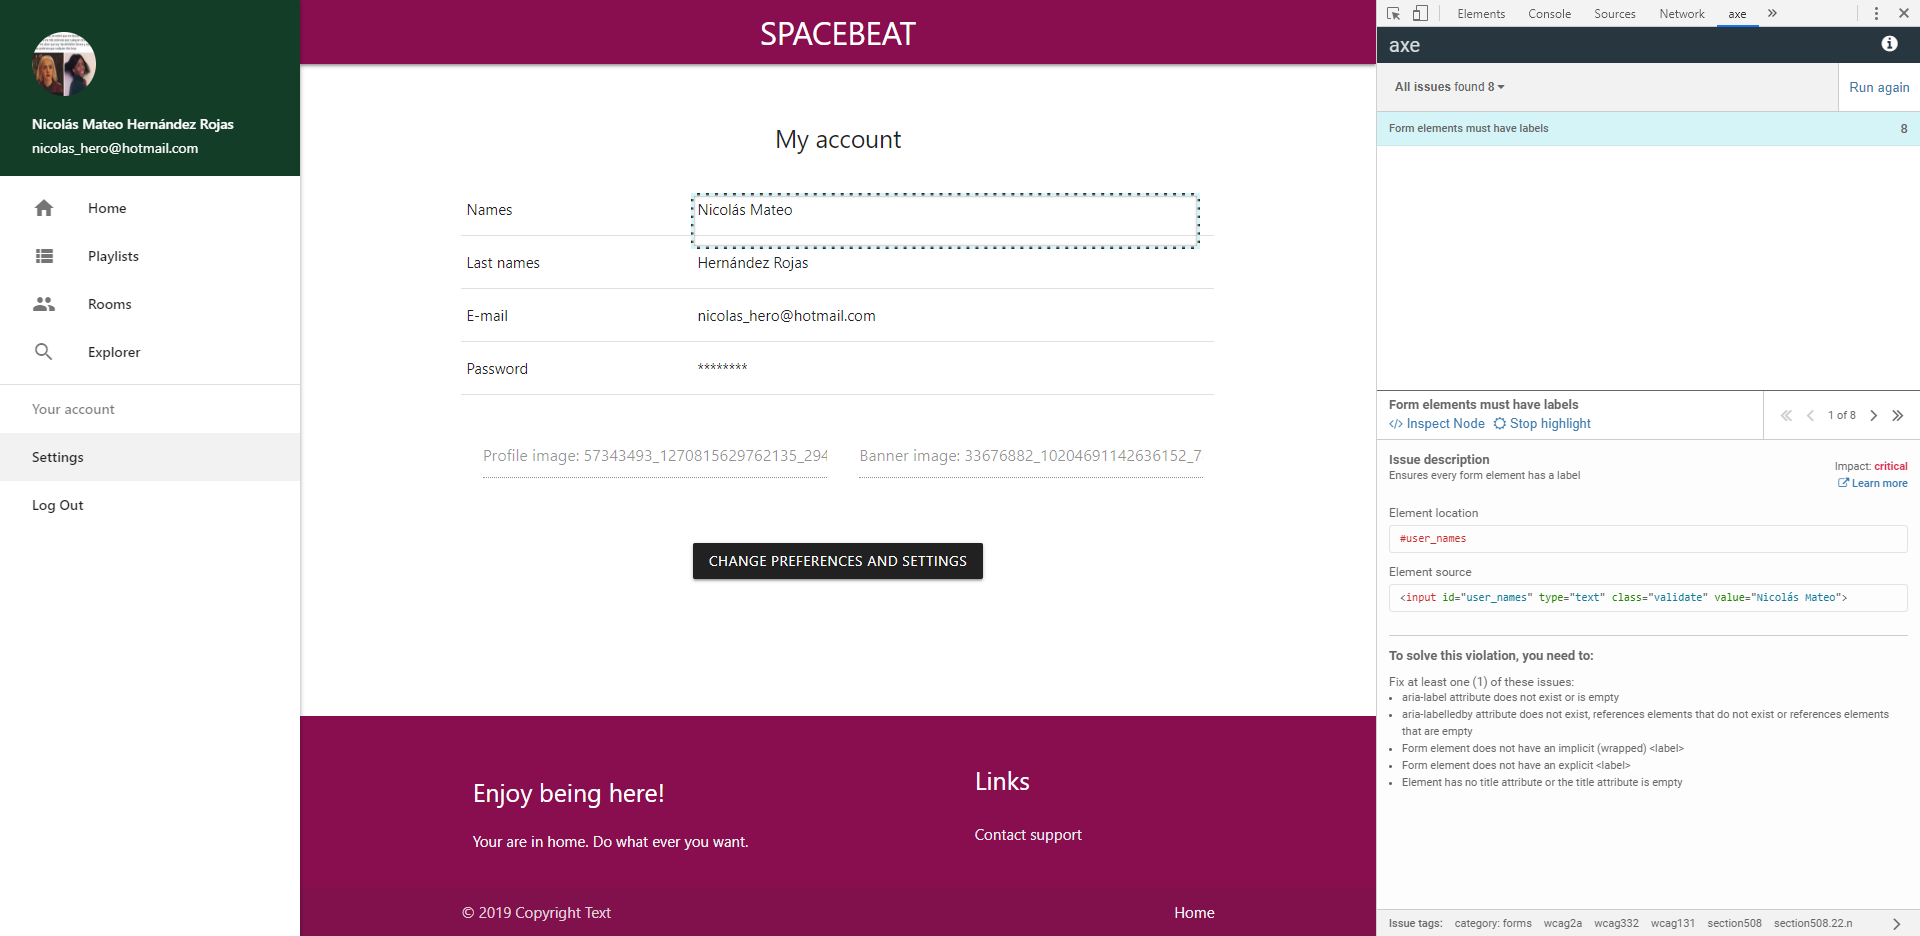 Nicolás Mateo Hernández Rojas
nicolas_hero@hotmail.com
Home
Playlists
Rooms
Explorer
Your account
Settings
Log Out
SPACEBEAT
My account
Names
Nicolás Mateo
Last names
Hernández Rojas
E-mail
nicolas_hero@hotmail.com
Password
********
Profile image: 57343493_1270815629762135_294
Banner image: 33676882_10204691142636152_7
CHANGE PREFERENCES AND SETTINGS
Enjoy being here!
Your are in home. Do what ever you want.
Links
Contact support
© 2019 Copyright Text
Home
Elements Console Sources Network axe »
axe
All issues found 8
Run again
Form elements must have labels 8
Form elements must have labels
</> Inspect Node Stop highlight
1 of 8
Issue description
Ensures every form element has a label
Impact: critical
Learn more
Element location
#user_names
Element source
<input id="user_names" type="text" class="validate" value="Nicolás Mateo">
To solve this violation, you need to:
Fix at least one (1) of these issues:
• aria-label attribute does not exist or is empty
• aria-labelledby attribute does not exist, references elements that do not exist or references elements
that are empty
• Form element does not have an implicit (wrapped) <label>
• Form element does not have an explicit <label>
• Element has no title attribute or the title attribute is empty
Issue tags: category: forms wcag2a wcag332 wcag131 section508 section508.22.n